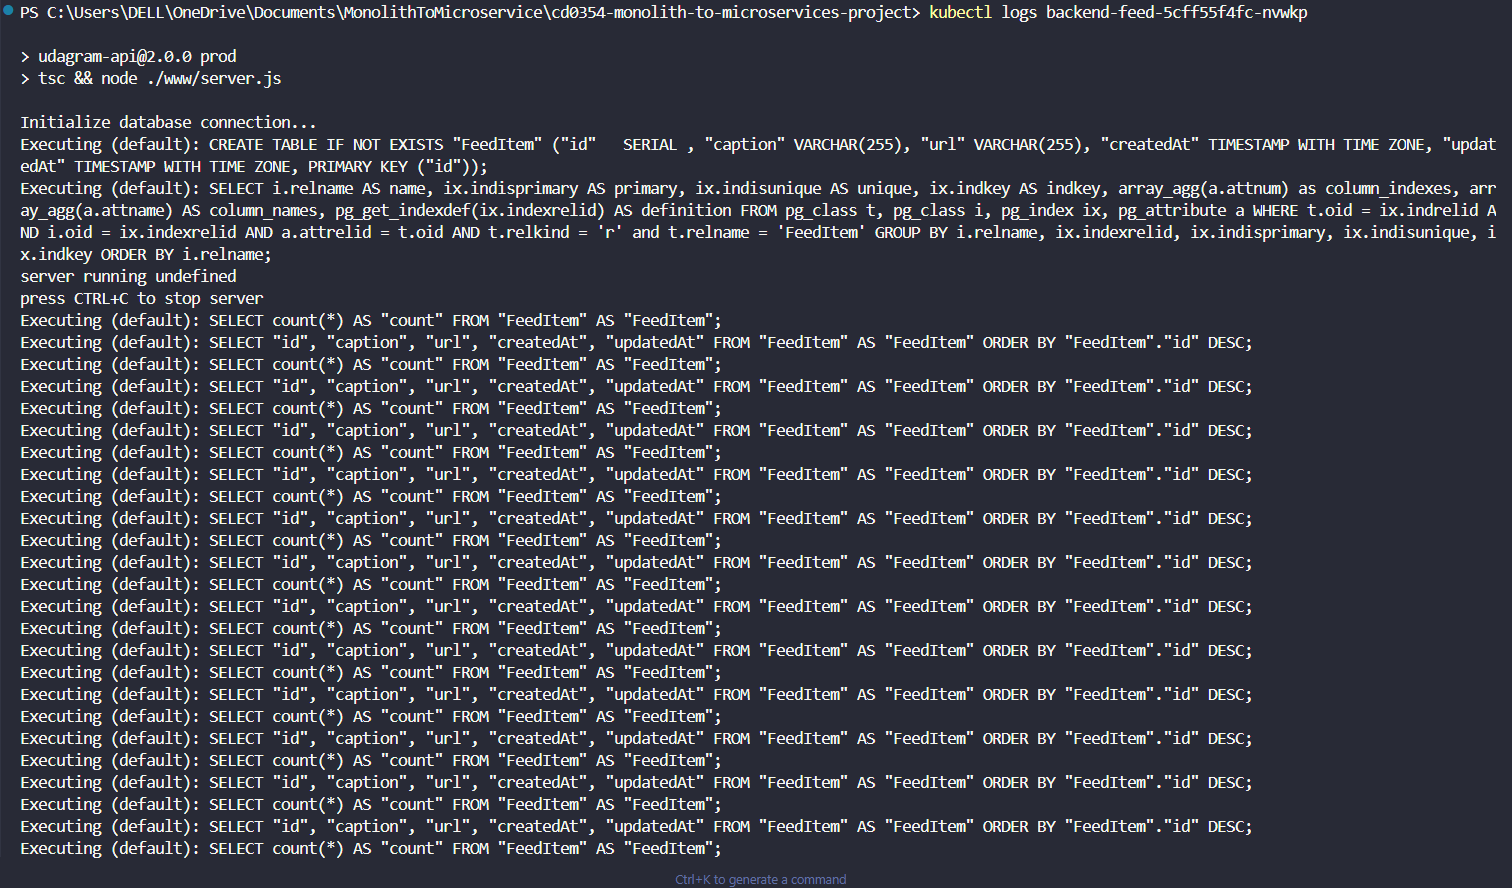 PS C:\Users\DELL\OneDrive\Documents\MonolithToMicroservice\cd0354-monolith-to-microservices-project> kubectl logs backend-feed-5cff55f4fc-nvwkp
> udagram-api@2.0.0 prod
> tsc && node ./www/server.js
Initialize database connection...
Executing (default): CREATE TABLE IF NOT EXISTS "FeedItem" ("id"   SERIAL , "caption" VARCHAR(255), "url" VARCHAR(255), "createdAt" TIMESTAMP WITH TIME ZONE, "updat
edAt" TIMESTAMP WITH TIME ZONE, PRIMARY KEY ("id"));
Executing (default): SELECT i.relname AS name, ix.indisprimary AS primary, ix.indisunique AS unique, ix.indkey AS indkey, array_agg(a.attnum) as column_indexes, arr
ay_agg(a.attname) AS column_names, pg_get_indexdef(ix.indexrelid) AS definition FROM pg_class t, pg_class i, pg_index ix, pg_attribute a WHERE t.oid = ix.indrelid A
ND i.oid = ix.indexrelid AND a.attrelid = t.oid AND t.relkind = 'r' and t.relname = 'FeedItem' GROUP BY i.relname, ix.indexrelid, ix.indisprimary, ix.indisunique, i
x.indkey ORDER BY i.relname;
server running undefined
press CTRL+C to stop server
Executing (default): SELECT count(*) AS "count" FROM "FeedItem" AS "FeedItem";
Executing (default): SELECT "id", "caption", "url", "createdAt", "updatedAt" FROM "FeedItem" AS "FeedItem" ORDER BY "FeedItem"."id" DESC;
Executing (default): SELECT count(*) AS "count" FROM "FeedItem" AS "FeedItem";
Executing (default): SELECT "id", "caption", "url", "createdAt", "updatedAt" FROM "FeedItem" AS "FeedItem" ORDER BY "FeedItem"."id" DESC;
Executing (default): SELECT count(*) AS "count" FROM "FeedItem" AS "FeedItem";
Executing (default): SELECT "id", "caption", "url", "createdAt", "updatedAt" FROM "FeedItem" AS "FeedItem" ORDER BY "FeedItem"."id" DESC;
Executing (default): SELECT count(*) AS "count" FROM "FeedItem" AS "FeedItem";
Executing (default): SELECT "id", "caption", "url", "createdAt", "updatedAt" FROM "FeedItem" AS "FeedItem" ORDER BY "FeedItem"."id" DESC;
Executing (default): SELECT count(*) AS "count" FROM "FeedItem" AS "FeedItem";
Executing (default): SELECT "id", "caption", "url", "createdAt", "updatedAt" FROM "FeedItem" AS "FeedItem" ORDER BY "FeedItem"."id" DESC;
Executing (default): SELECT count(*) AS "count" FROM "FeedItem" AS "FeedItem";
Executing (default): SELECT "id", "caption", "url", "createdAt", "updatedAt" FROM "FeedItem" AS "FeedItem" ORDER BY "FeedItem"."id" DESC;
Executing (default): SELECT count(*) AS "count" FROM "FeedItem" AS "FeedItem";
Executing (default): SELECT "id", "caption", "url", "createdAt", "updatedAt" FROM "FeedItem" AS "FeedItem" ORDER BY "FeedItem"."id" DESC;
Executing (default): SELECT count(*) AS "count" FROM "FeedItem" AS "FeedItem";
Executing (default): SELECT "id", "caption", "url", "createdAt", "updatedAt" FROM "FeedItem" AS "FeedItem" ORDER BY "FeedItem"."id" DESC;
Executing (default): SELECT count(*) AS "count" FROM "FeedItem" AS "FeedItem";
Executing (default): SELECT "id", "caption", "url", "createdAt", "updatedAt" FROM "FeedItem" AS "FeedItem" ORDER BY "FeedItem"."id" DESC;
Executing (default): SELECT count(*) AS "count" FROM "FeedItem" AS "FeedItem";
Executing (default): SELECT "id", "caption", "url", "createdAt", "updatedAt" FROM "FeedItem" AS "FeedItem" ORDER BY "FeedItem"."id" DESC;
Executing (default): SELECT count(*) AS "count" FROM "FeedItem" AS "FeedItem";
Executing (default): SELECT "id", "caption", "url", "createdAt", "updatedAt" FROM "FeedItem" AS "FeedItem" ORDER BY "FeedItem"."id" DESC;
Executing (default): SELECT count(*) AS "count" FROM "FeedItem" AS "FeedItem";
Executing (default): SELECT "id", "caption", "url", "createdAt", "updatedAt" FROM "FeedItem" AS "FeedItem" ORDER BY "FeedItem"."id" DESC;
Executing (default): SELECT count(*) AS "count" FROM "FeedItem" AS "FeedItem";
Ctrl+K to generate a command